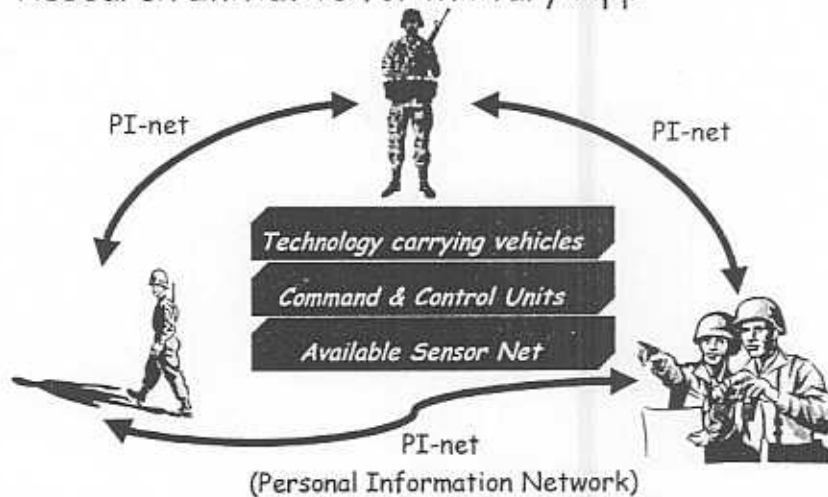 PI-net
PI-net
Technology carrying vehicles
Command & Control Units
Available Sensor Net
PI-net
(Personal Information Network)